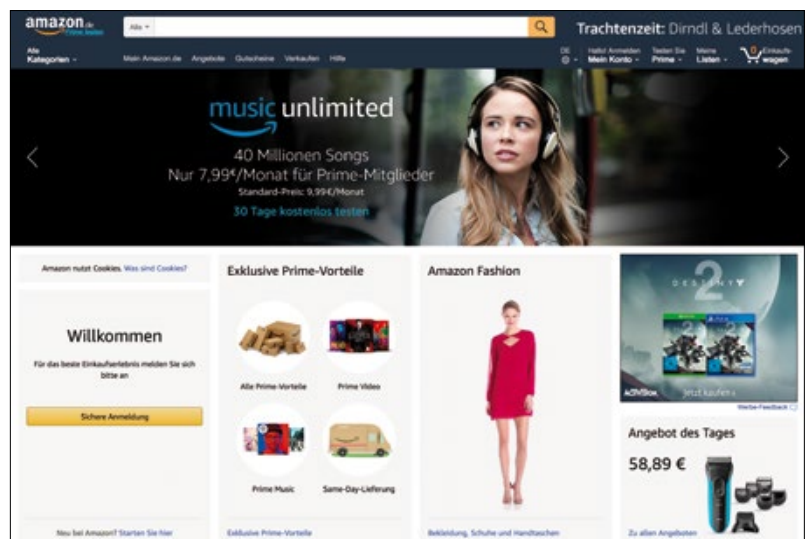 amazon.de
Prime testen
Alle
Trachtenzeit: Dirndl & Lederhosen
Alle
Kategorien
Mein Amazon.de Angebote Gutscheine Verkaufen Hilfe
DE
Hallo! Anmelden
Mein Konto
Testen Sie
Prime
Meine
Listen
0
Einkaufs-
wagen
music unlimited
40 Millionen Songs
Nur 7,99€/Monat für Prime-Mitglieder
Standard-Preis: 9,99€/Monat
30 Tage kostenlos testen
Amazon nutzt Cookies. Was sind Cookies?
Willkommen
Für das beste Einkaufserlebnis melden Sie sich
bitte an
Sichere Anmeldung
Neu bei Amazon? Starten Sie hier
Exklusive Prime-Vorteile
Alle Prime-Vorteile
Prime Video
Prime Music
Same-Day-Lieferung
Exklusive Prime-Vorteile
Amazon Fashion
Bekleidung, Schuhe und Handtaschen
DESTINY
2
ACTIVISION
Jetzt kaufen
Werbe-Feedback
Angebot des Tages
58,89 €
Zu allen Angeboten